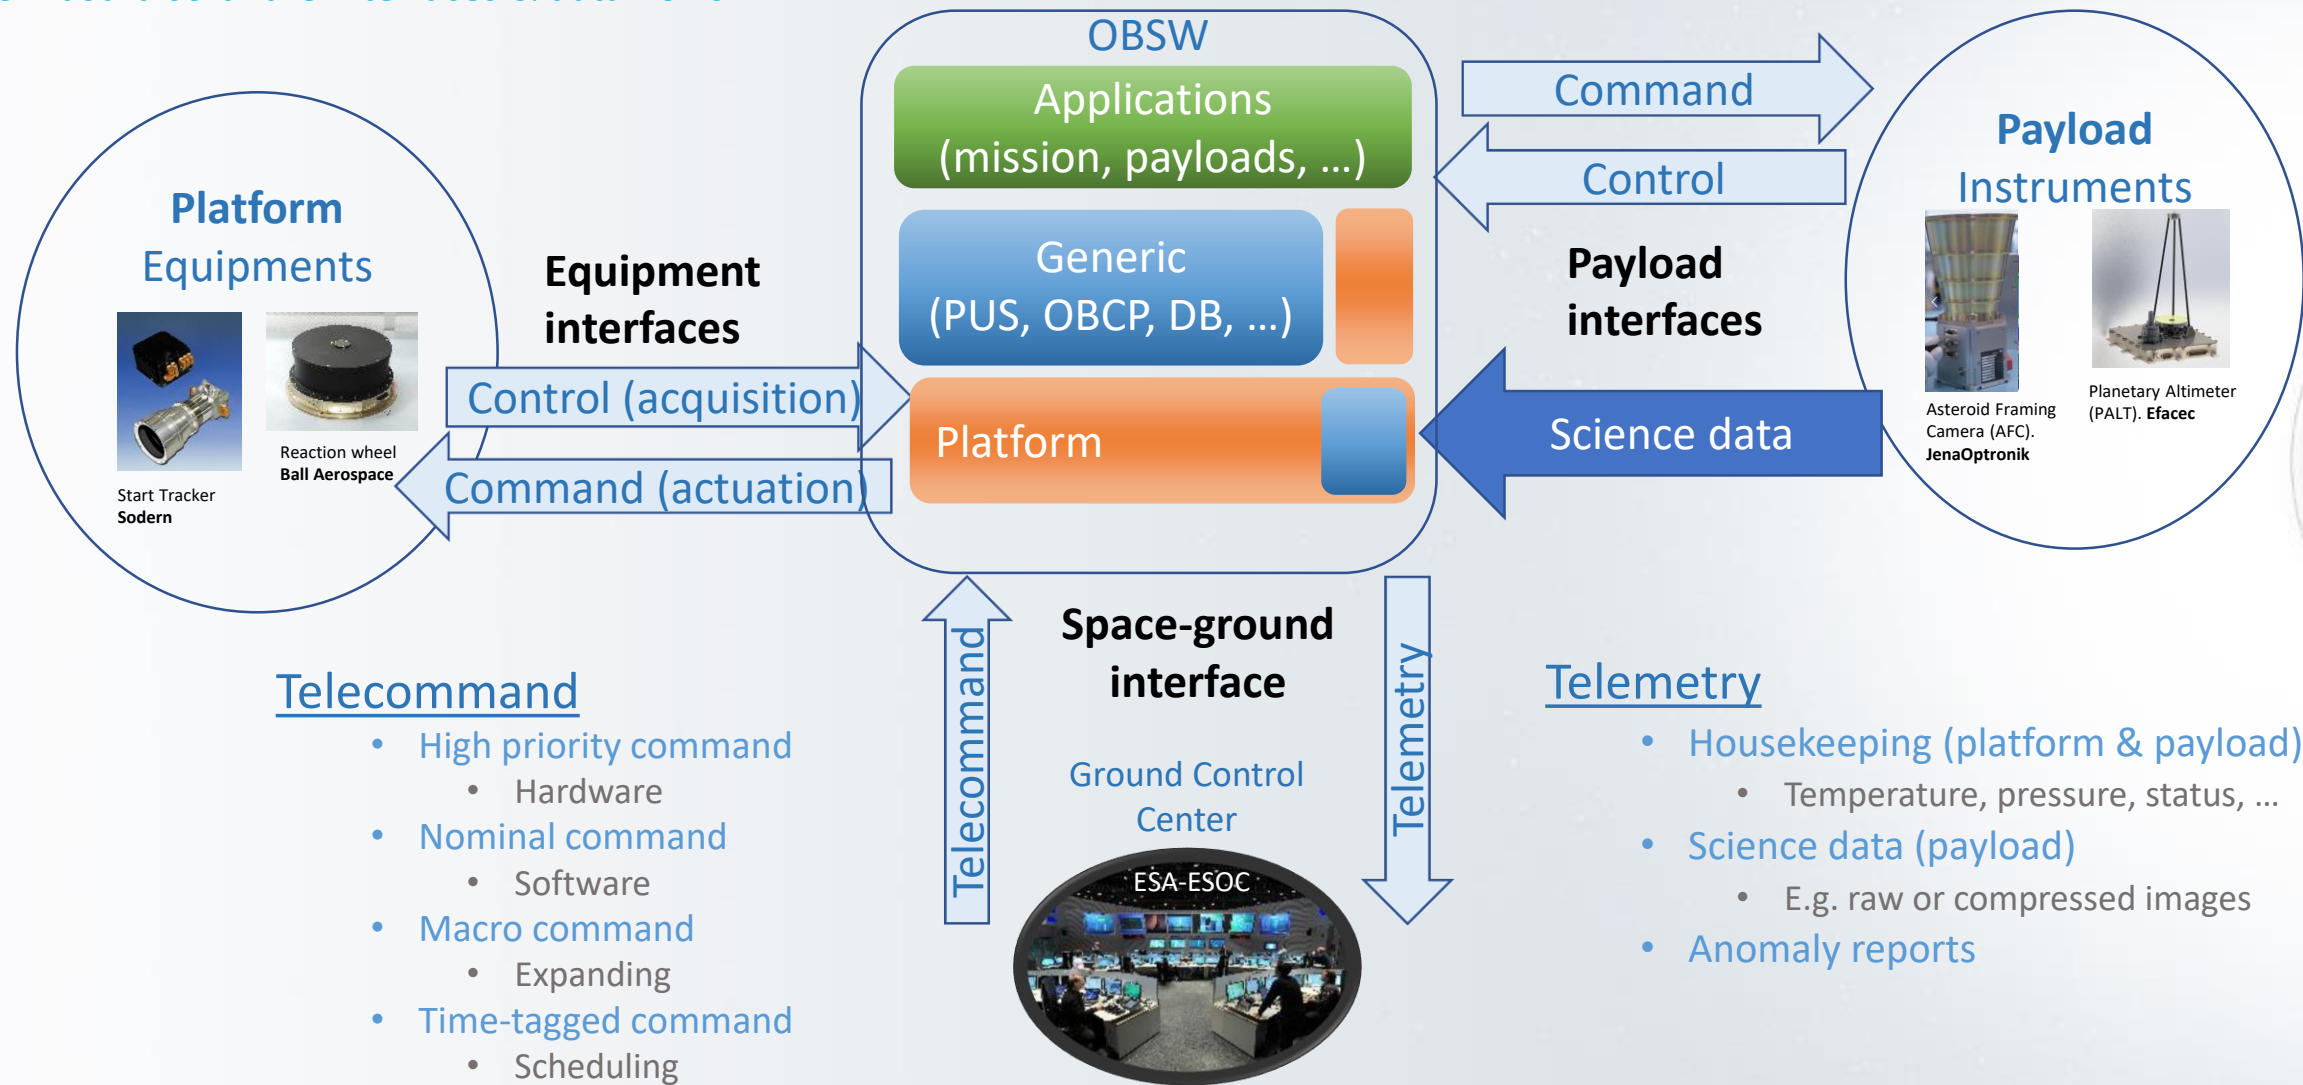 OBSW
Applications
(mission, payloads, ...)
Generic
(PUS, OBCP, DB, ...)
Platform
Platform
Equipments
Start Tracker
Sodern
Reaction wheel
Ball Aerospace
Equipment
interfaces
Control (acquisition)
Command (actuation)
Command
Control
Payload
interfaces
Science data
Payload
Instruments
Asteroid Framing
Camera (AFC).
JenaOptronik
Planetary Altimeter
(PALT). Efacec
Telecommand
Space-ground
interface
Telemetry
Ground Control
Center
ESA-ESOC
Telecommand
• High priority command
• Hardware
• Nominal command
• Software
• Macro command
• Expanding
• Time-tagged command
• Scheduling
Telemetry
• Housekeeping (platform & payload)
• Temperature, pressure, status, ...
• Science data (payload)
• E.g. raw or compressed images
• Anomaly reports